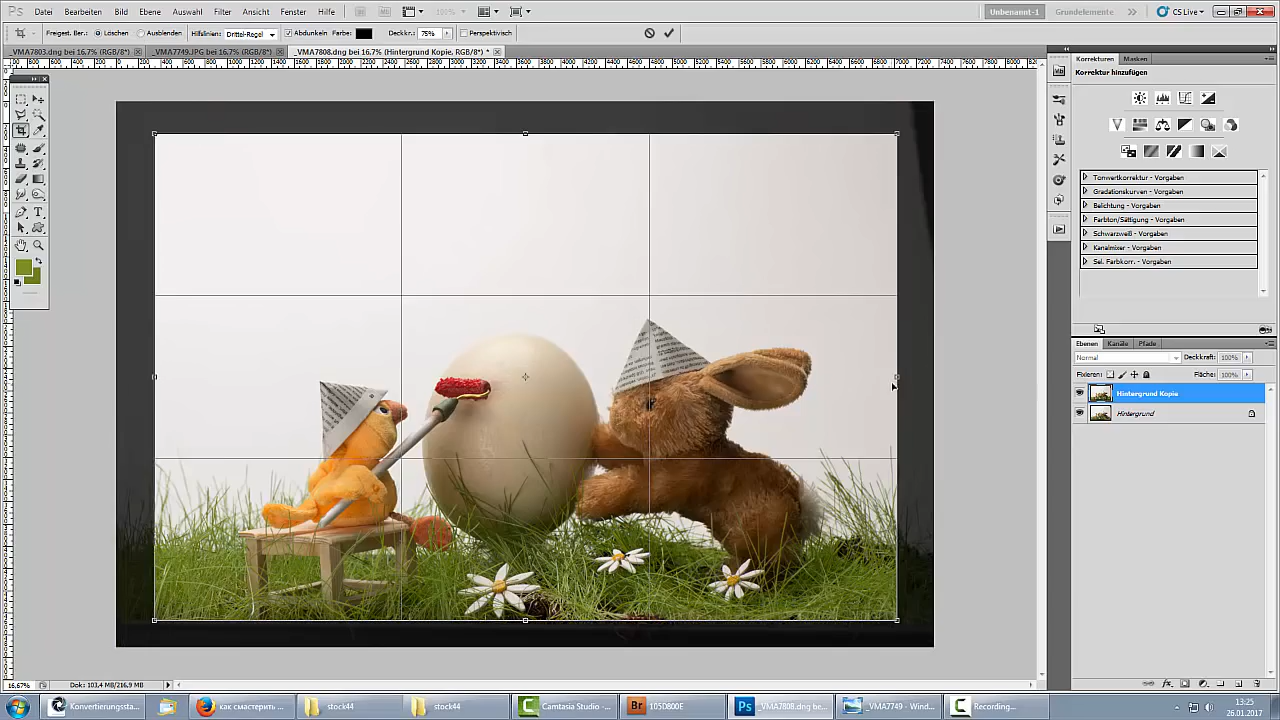 Ps Datei Bearbeiten Bild Ebene Auswahl Filter Ansicht Fenster Hilfe Br 100% Unbenannt-1 Grundelemente CS Live
Freigest. Ber.: Löschen Ausblenden Hilfslinien: Drittel-Regel Abdunkeln Farbe: Deckkr.: 75% Perspektivisch
_VMA7803.dng bei 16,7% (RGB/8*) _VMA7749.JPG bei 16,7% (RGB/8*) _VMA7808.dng bei 16,7% (Hintergrund Kopie, RGB/8*) *
Korrekturen Masken
Korrektur hinzufügen
Tonwertkorrektur - Vorgaben
Gradationskurven - Vorgaben
Belichtung - Vorgaben
Farbton/Sättigung - Vorgaben
Schwarzweiß - Vorgaben
Kanalmixer - Vorgaben
Sel. Farbkorr. - Vorgaben
Ebenen Kanäle Pfade
Normal Deckkraft: 100%
Fixieren: Fläche: 100%
Hintergrund Kopie
Hintergrund
16,67% Dok: 103,4 MB/216,9 MB
Konvertierungssta... как смастерить ... stock44 stock44 Camtasia Studio - ... Br 105D800E Ps _VMA7808.dng be... _VMA7749 - Wind... Recording...
13:25
26.01.2017